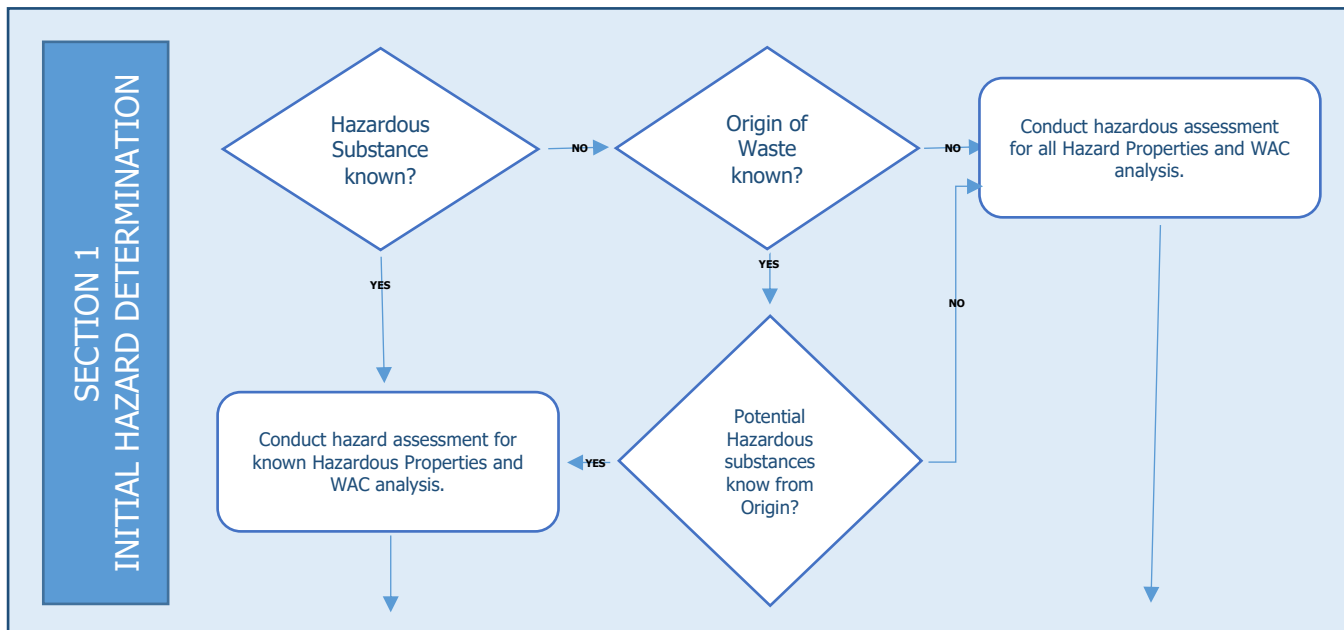 SECTION 1
INITIAL HAZARD DETERMINATION
Hazardous
Substance
known?
NO
Origin of
Waste
known?
NO
Conduct hazardous assessment
for all Hazard Properties and WAC
analysis.
YES
YES
NO
Conduct hazard assessment for
known Hazardous Properties and
WAC analysis.
YES
Potential
Hazardous
substances
know from
Origin?